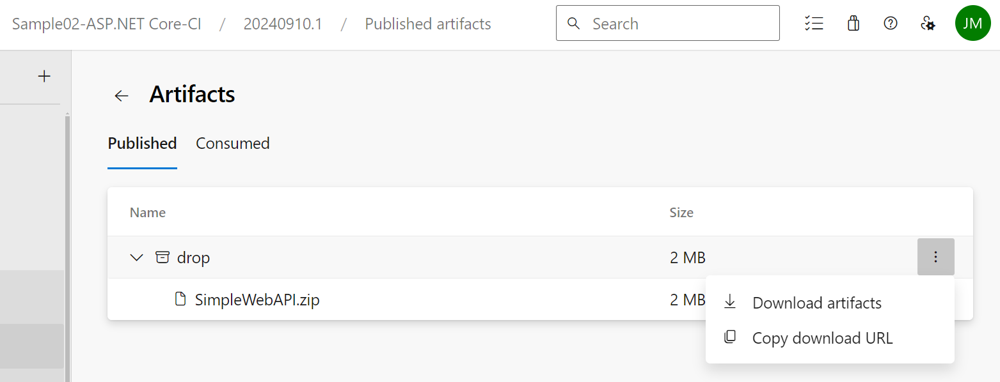 Sample02-ASP.NET Core-CI / 20240910.1 / Published artifacts Search JM
Artifacts
Published Consumed
Name Size
drop 2 MB
SimpleWebAPI.zip 2 MB
Download artifacts
Copy download URL